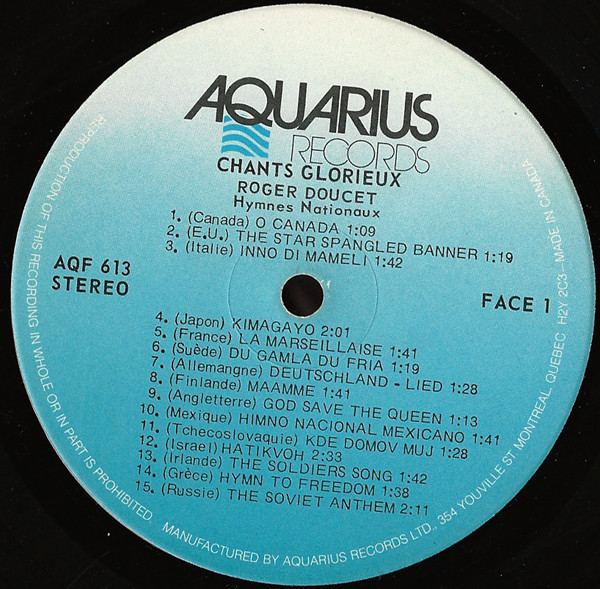 AQUARIUS
RECORDS
CHANTS GLORIEUX
ROGER DOUCET
Hymnes Nationaux
1. (Canada) O CANADA 1:09
2. (E.U.) THE STAR SPANGLED BANNER 1:19
3. (Italie) INNO DI MAMELI 1:42
AQF 613
STEREO
FACE 1
4. (Japon) KIMAGAYO 2:01
5. (France) LA MARSEILLAISE 1:41
6. (Suède) DU GAMLA DU FRIA 1:19
7. (Allemangne) DEUTSCHLAND - LIED 1:28
8. (Finlande) MAAMME 1:41
9. (Angletterre) GOD SAVE THE QUEEN 1:13
10. (Mexique) HIMNO NACIONAL MEXICANO 1:41
11. (Tchecoslovaquie) KDE DOMOV MUJ 1:28
12. (Israel) HATIKVOH 2:33
13. (Irlande) THE SOLDIERS SONG 1:42
14. (Grèce) HYMN TO FREEDOM 1:38
15. (Russie) THE SOVIET ANTHEM 2:11
REPRODUCTION OF THIS RECORDING IN WHOLE OR IN PART IS PROHIBITED. MANUFACTURED BY AQUARIUS RECORDS LTD. 354 YOUVILLE ST MONTREAL QUEBEC H2Y 2C3 - MADE IN CANADA